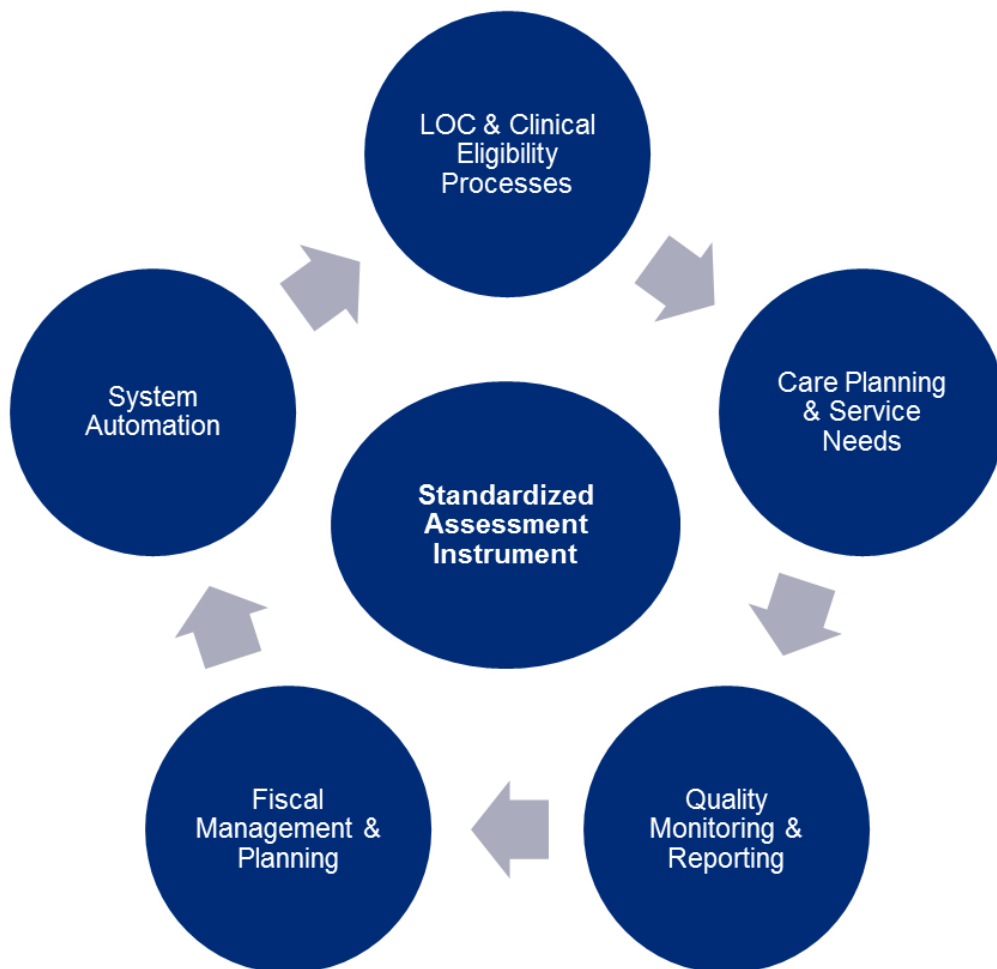 LOC & Clinical
Eligibility
Processes
System
Automation
Care Planning
& Service
Needs
Standardized
Assessment
Instrument
Fiscal
Management &
Planning
Quality
Monitoring &
Reporting